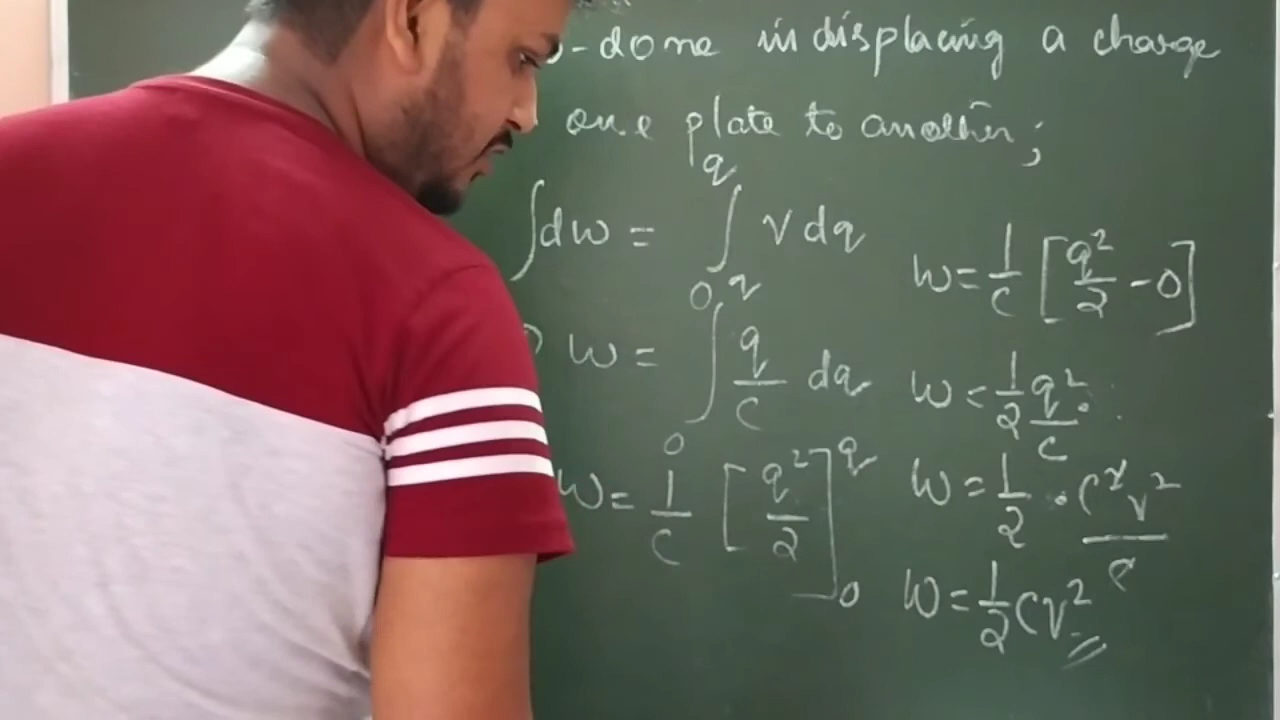 -done in displacing a charge
one plate to another;
∫dw = ∫₀^q v dq
w = ∫₀^q q/c dq
w = 1/c [q²/2]₀^q
w = 1/c [q²/2 - 0]
w = 1/2 q²/c
w = 1/2 . c²v²/c
w = 1/2 cv²